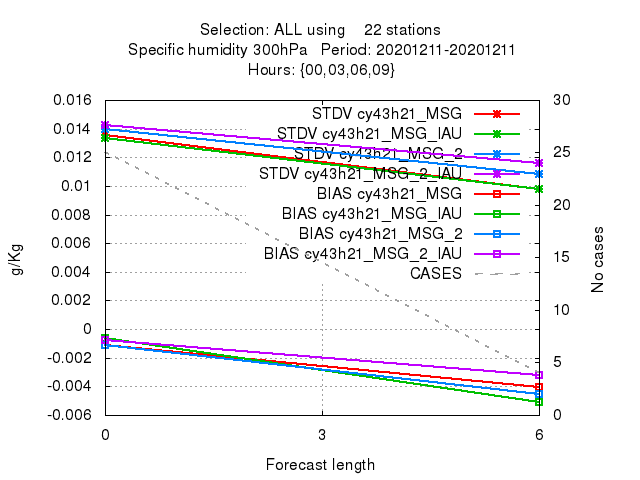 Selection: ALL using    22 stations
Specific humidity 300hPa   Period: 20201211-20201211
Hours: {00,03,06,09}
0.016
0.014
0.012
0.01
0.008
0.006
0.004
0.002
0
-0.002
-0.004
-0.006
g/Kg
STDV cy43h21_MSG
STDV cy43h21_MSG_IAU
STDV cy43h21_MSG_2
STDV cy43h21_MSG_2_IAU
BIAS cy43h21_MSG
BIAS cy43h21_MSG_IAU
BIAS cy43h21_MSG_2
BIAS cy43h21_MSG_2_IAU
CASES
30
25
20
15
10
5
0
No cases
0 3 6
Forecast length